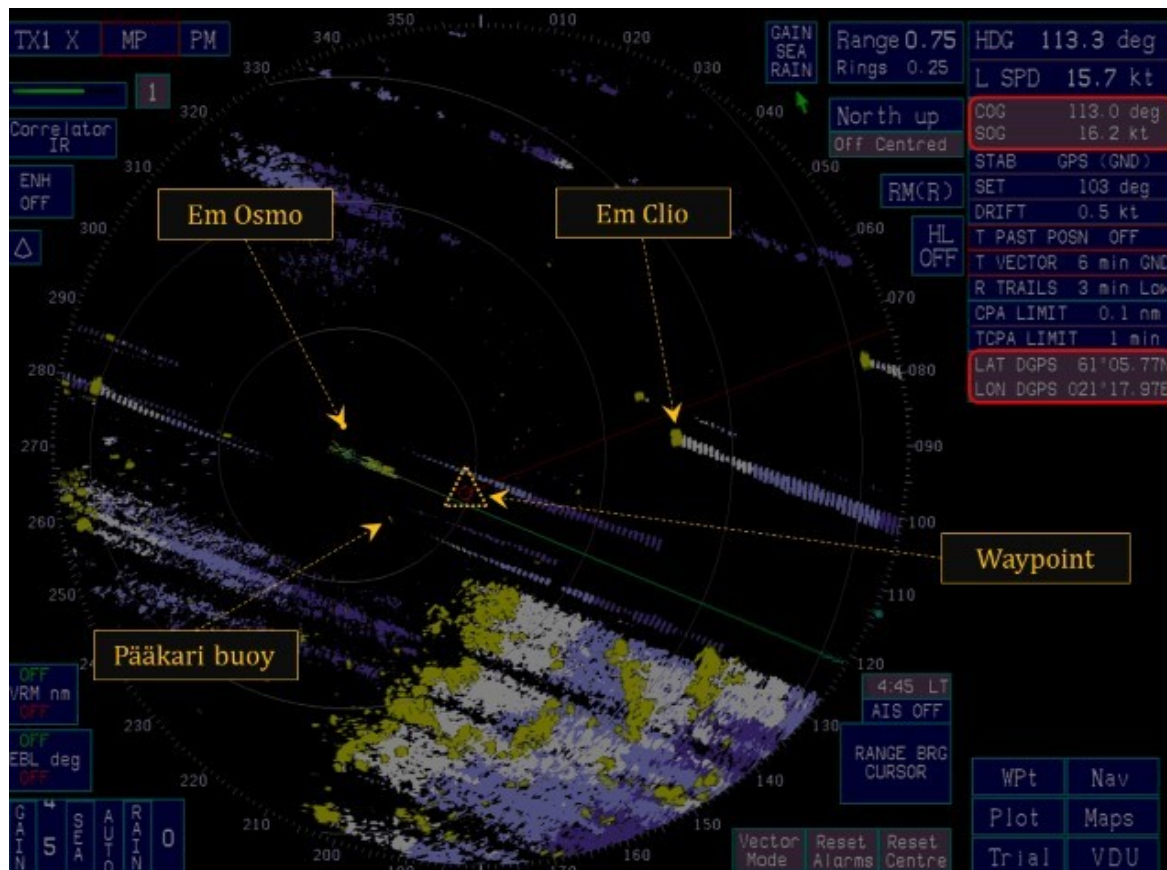 TX1 X MP PM
1
Correlator
IR
ENH
OFF
GAIN
SEA
RAIN
Range 0.75
Rings 0.25
North up
Off Centred
RM(R)
HL
OFF
HDG 113.3 deg
L SPD 15.7 kt
COG 113.0 deg
SOG 16.2 kt
STAB GPS (GND)
SET 103 deg
DRIFT 0.5 kt
T PAST POSN OFF
T VECTOR 6 min GND
R TRAILS 3 min Low
CPA LIMIT 0.1 nm
TCPA LIMIT 1 min
LAT DGPS 61°05.77N
LON DGPS 021°17.97E
350
010
020
030
040
050
060
070
080
090
100
110
120
130
140
150
160
200
210
220
230
250
260
270
280
290
300
310
320
330
340
Em Osmo
Em Clio
Waypoint
Pääkari buoy
OFF
VRM nm
OFF
OFF
EBL deg
OFF
GAIN
45
SEA
AUTO
RAIN
0
4:45 LT
AIS OFF
RANGE BRG
CURSOR
Vector
Mode
Reset
Alarms
Reset
Centre
WPt Nav
Plot Maps
Trial VDU